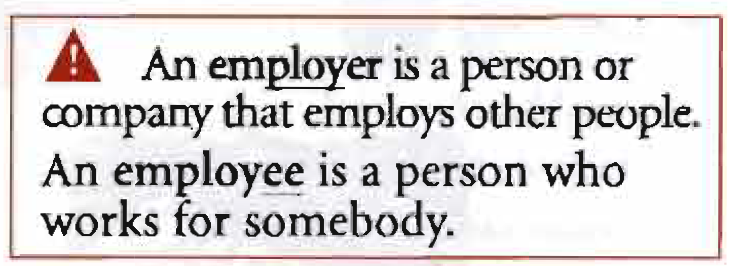 An employer is a person or
company that employs other people.
An employee is a person who
works for somebody.